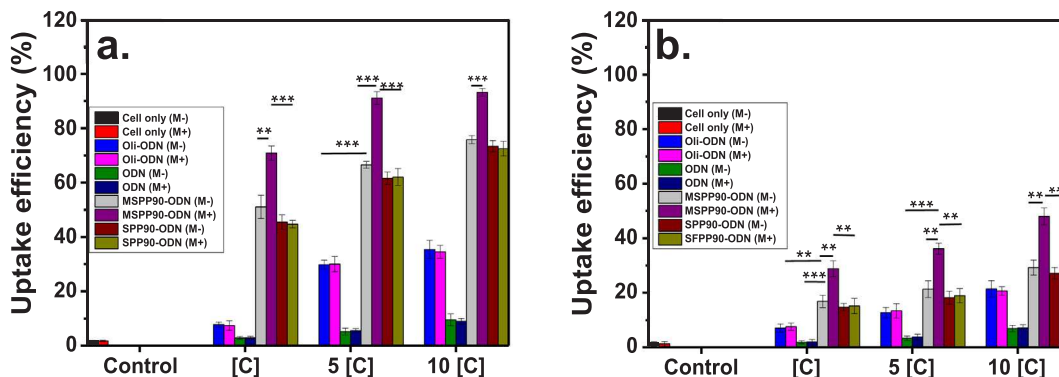 a.
Uptake efficiency (%)
120
100
80
60
40
20
0
Cell only (M-)
Cell only (M+)
Oli-ODN (M-)
Oli-ODN (M+)
ODN (M-)
ODN (M+)
MSPP90-ODN (M-)
MSPP90-ODN (M+)
SPP90-ODN (M-)
SPP90-ODN (M+)
**
***
***
***
***
***
Control
[C]
5 [C]
10 [C]
b.
Uptake efficiency (%)
120
100
80
60
40
20
0
Cell only (M-)
Cell only (M+)
Oli-ODN (M-)
Oli-ODN (M+)
ODN (M-)
ODN (M+)
MSPP90-ODN (M-)
MSPP90-ODN (M+)
SPP90-ODN (M-)
SFPP90-ODN (M+)
**
***
**
**
***
**
**
**
**
Control
[C]
5 [C]
10 [C]